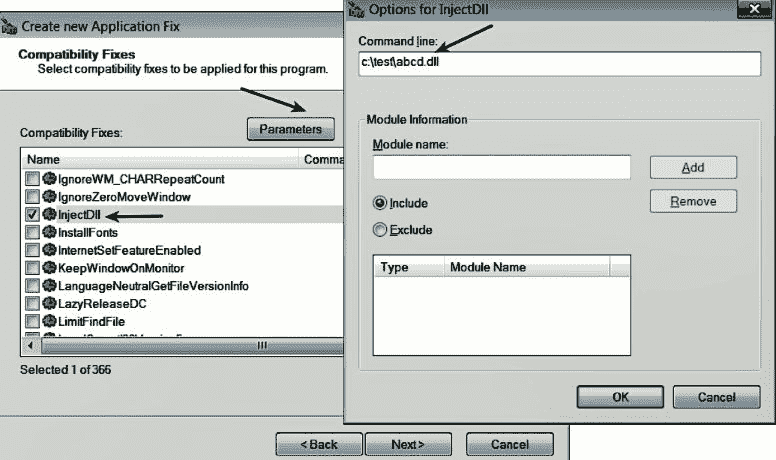 Create new Application Fix
Compatibility Fixes
Select compatibility fixes to be applied for this program.
Compatibility Fixes:
Parameters
Name Comma
IgnoreWM_CHARRepeatCount
IgnoreZeroMoveWindow
InjectDll
InstallFonts
InternetSetFeatureEnabled
KeepWindowOnMonitor
LanguageNeutralGetFileVersionInfo
LazyReleaseDC
LimitFindFile
Selected 1 of 366
< Back Next > Cancel
Options for InjectDll
Command line:
c:\test\abcd.dll
Module Information
Module name:
Add
Include
Remove
Exclude
Type Module Name
OK Cancel